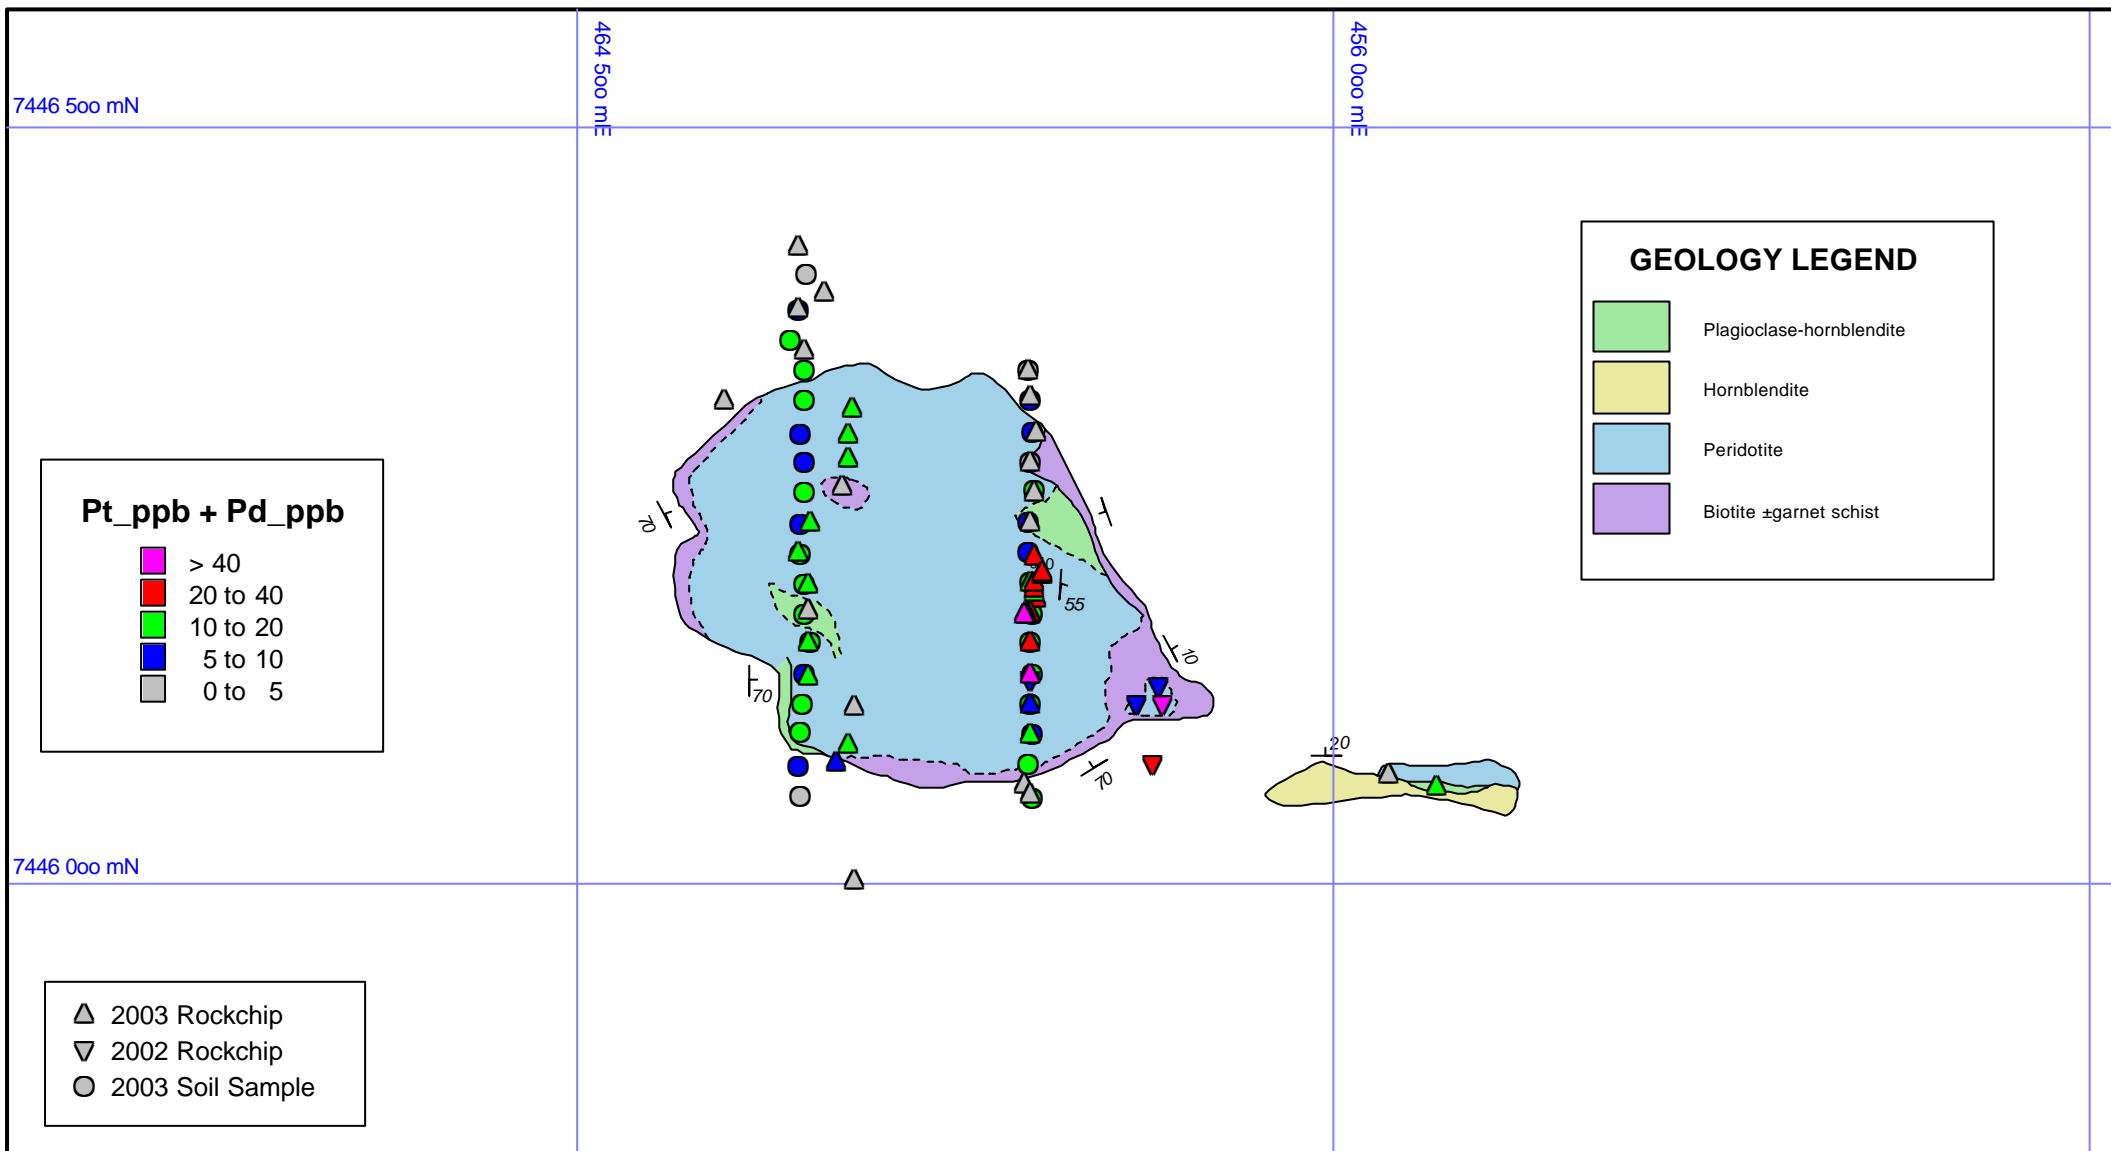 464 5oo mE
456 0oo mE
7446 5oo mN
GEOLOGY LEGEND
Plagioclase-hornblendite
Hornblendite
Peridotite
Biotite ±garnet schist
Pt_ppb + Pd_ppb
> 40
20 to 40
10 to 20
5 to 10
0 to 5
70
55
10
70
20
70
7446 0oo mN
2003 Rockchip
2002 Rockchip
2003 Soil Sample